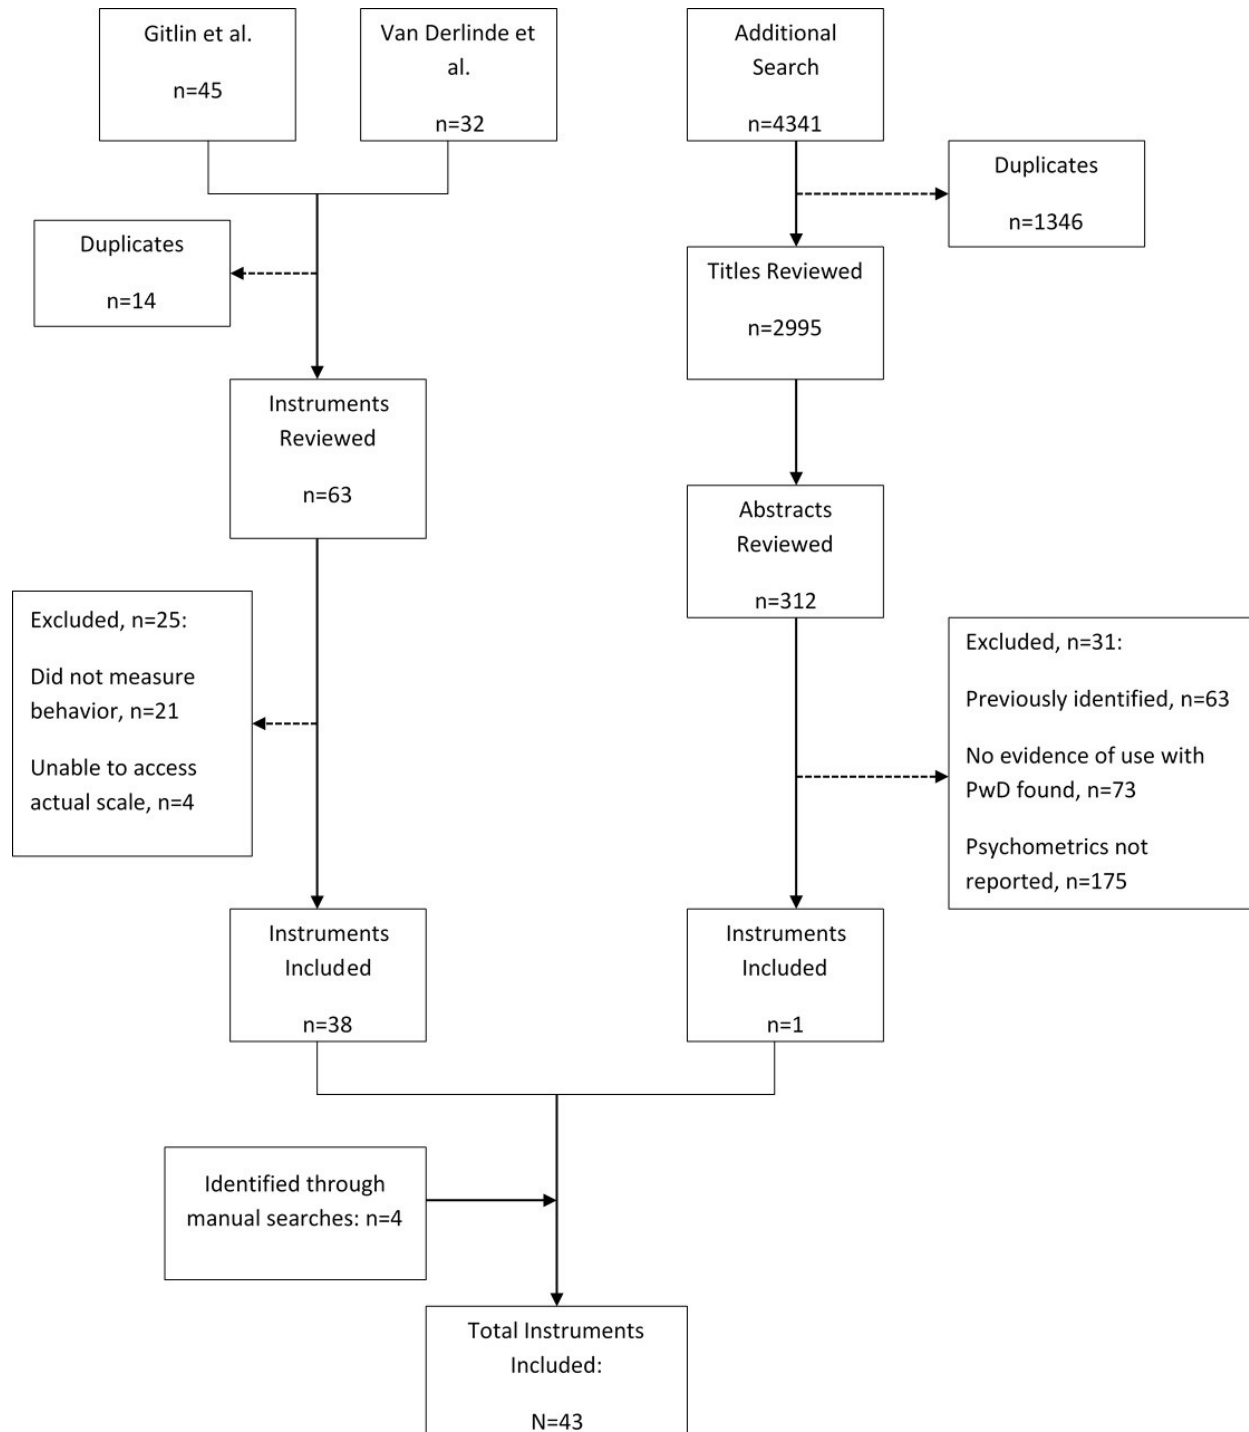 Gitlin et al.
n=45
Van Derlinde et
al.
n=32
Additional
Search
n=4341
Duplicates
n=1346
Duplicates
n=14
Titles Reviewed
n=2995
Instruments
Reviewed
n=63
Abstracts
Reviewed
n=312
Excluded, n=25:
Did not measure
behavior, n=21
Unable to access
actual scale, n=4
Excluded, n=31:
Previously identified, n=63
No evidence of use with
PwD found, n=73
Psychometrics not
reported, n=175
Instruments
Included
n=38
Instruments
Included
n=1
Identified through
manual searches: n=4
Total Instruments
Included:
N=43